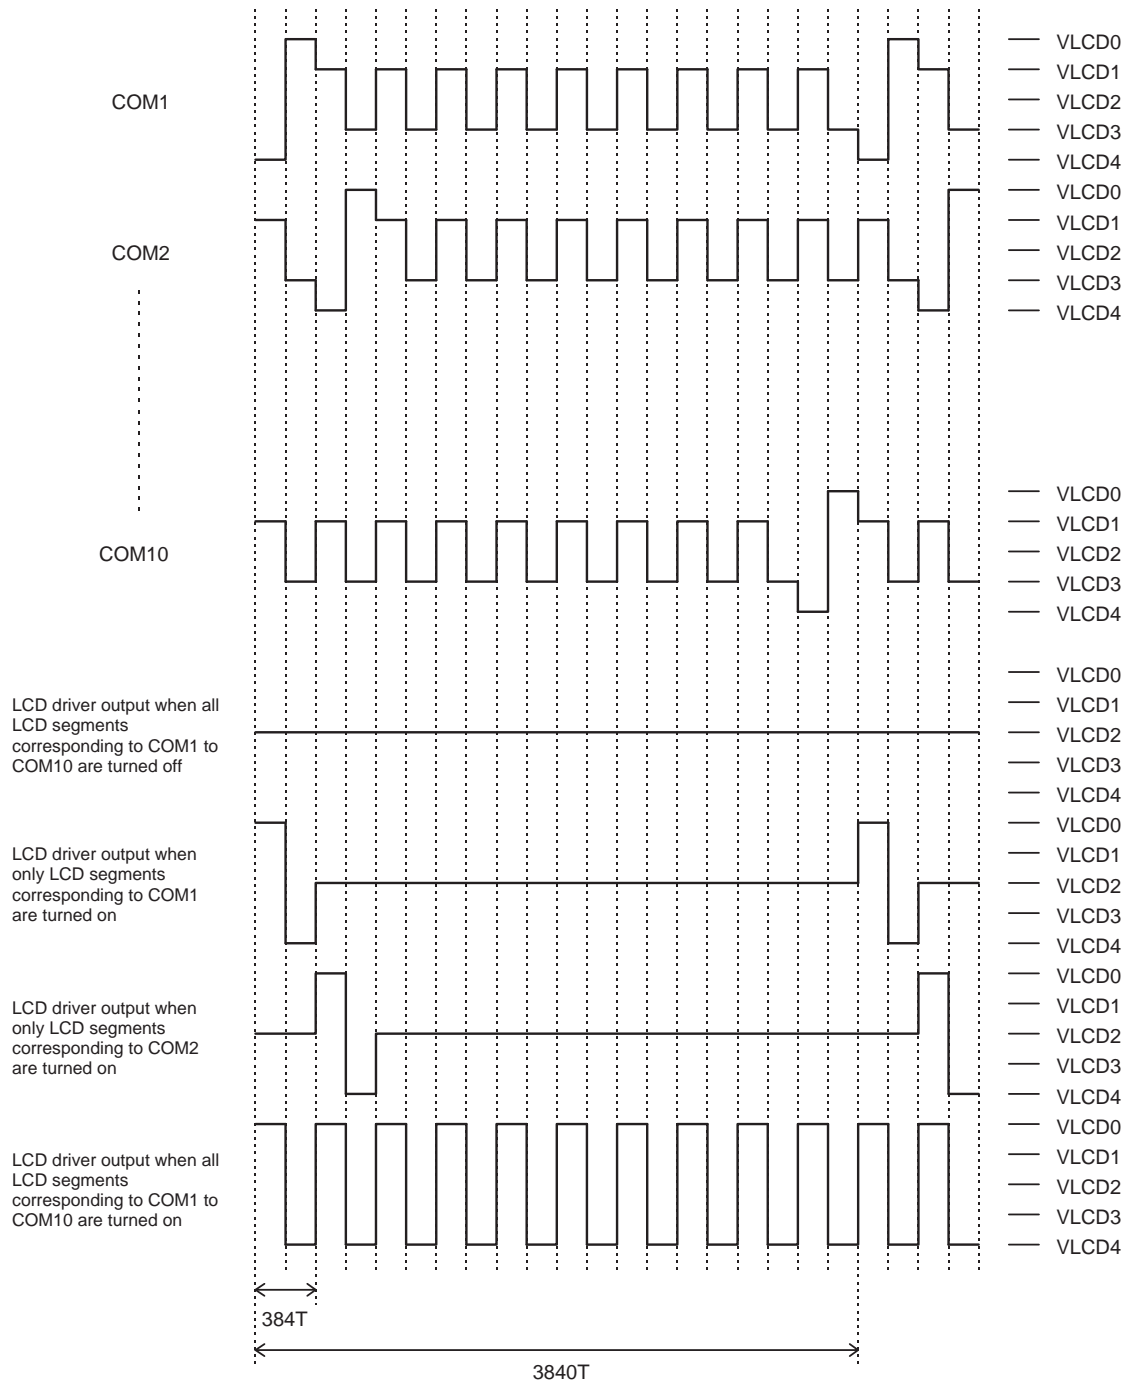 COM1
VLCD0
VLCD1
VLCD2
VLCD3
VLCD4
COM2
VLCD0
VLCD1
VLCD2
VLCD3
VLCD4
COM10
VLCD0
VLCD1
VLCD2
VLCD3
VLCD4
LCD driver output when all
LCD segments
corresponding to COM1 to
COM10 are turned off
VLCD0
VLCD1
VLCD2
VLCD3
VLCD4
LCD driver output when
only LCD segments
corresponding to COM1
are turned on
VLCD0
VLCD1
VLCD2
VLCD3
VLCD4
LCD driver output when
only LCD segments
corresponding to COM2
are turned on
VLCD0
VLCD1
VLCD2
VLCD3
VLCD4
LCD driver output when all
LCD segments
corresponding to COM1 to
COM10 are turned on
VLCD0
VLCD1
VLCD2
VLCD3
VLCD4
384T
3840T